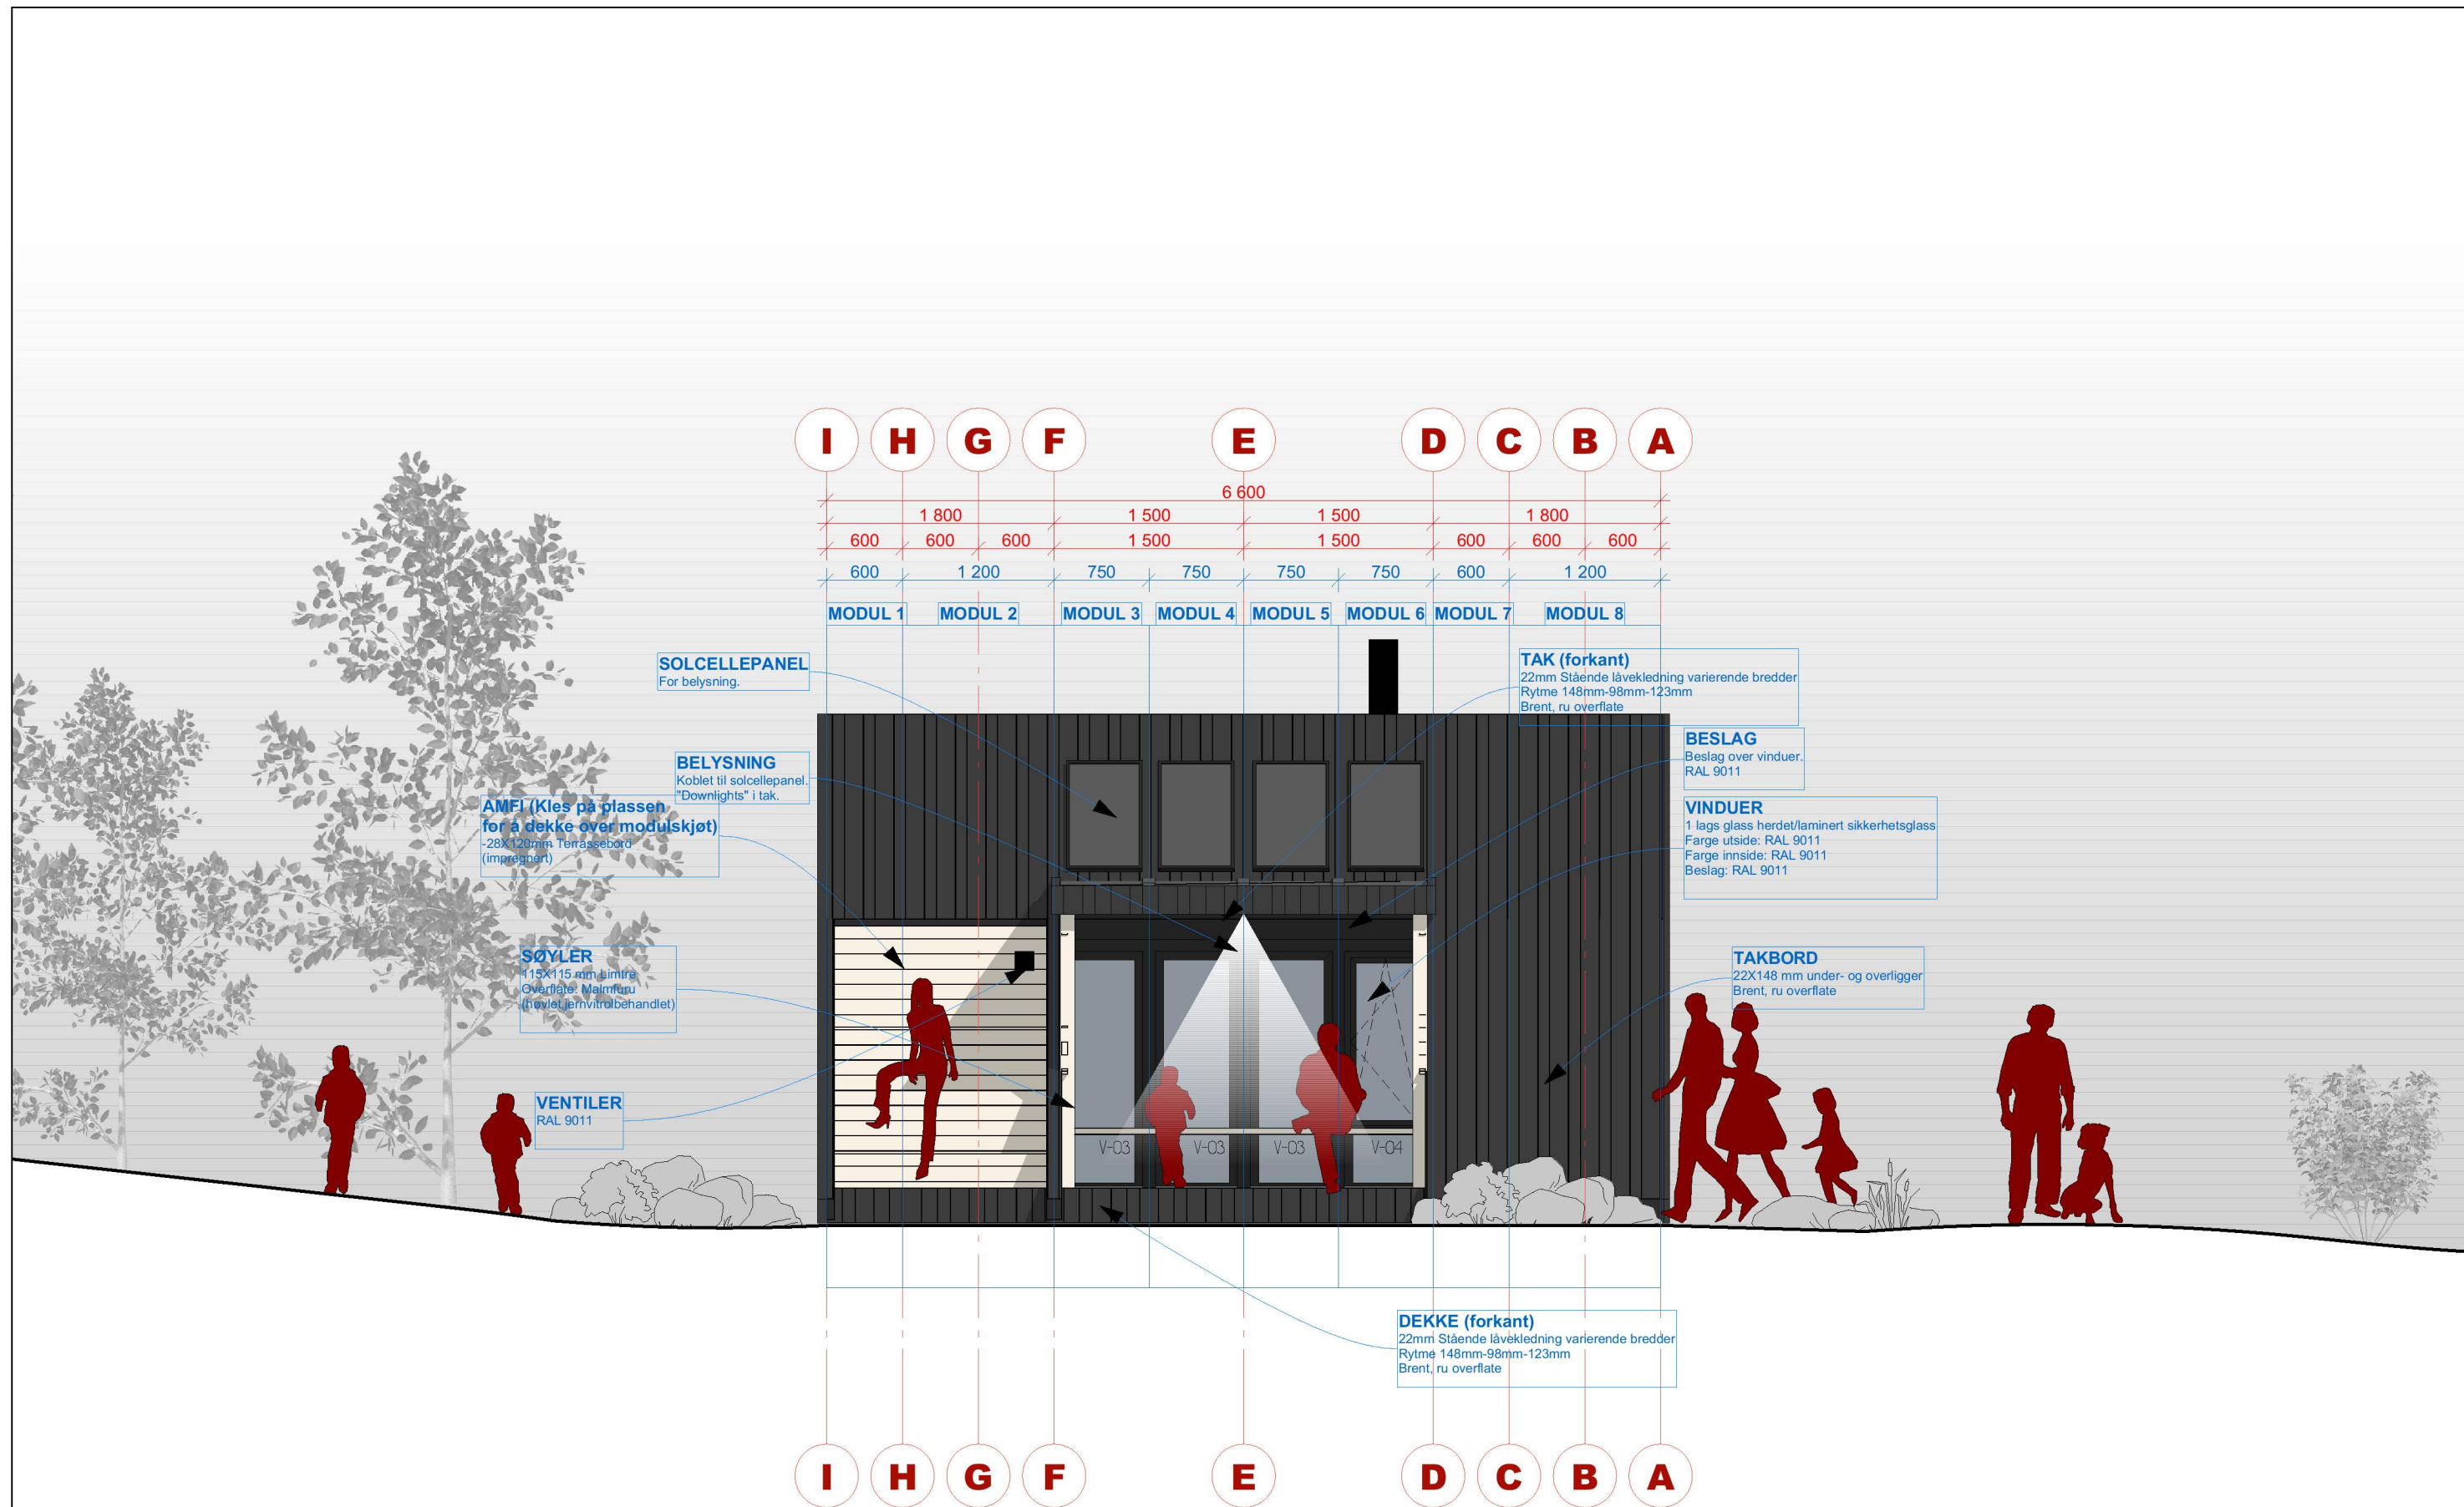 I H G F E D C B A
6 600
1 800 1 500 1 500 1 800
600 600 600 1 500 1 500 600 600 600
600 1 200 750 750 750 750 600 1 200
MODUL 1 MODUL 2 MODUL 3 MODUL 4 MODUL 5 MODUL 6 MODUL 7 MODUL 8
SOLCELLEPANEL
For belysning.
TAK (forkant)
22mm Stående låvekledning varierende bredder
Rytme 148mm-98mm-123mm
Brent, ru overflate
BESLAG
Beslag over vinduer.
RAL 9011
BELYSNING
Koblet til solcellepanel.
"Downlights" i tak.
AMFI (Kles på plassen
for å dekke over modulskjøt)
-28X120mm Terrassebord
(impregnert)
VINDUER
1 lags glass herdet/laminert sikkerhetsglass
Farge utside: RAL 9011
Farge innside: RAL 9011
Beslag: RAL 9011
SØYLER
115X115 mm Limtre
Overflate: Malmfuru
(høvlet,jernvitrolbehandlet)
TAKBORD
22X148 mm under- og overligger
Brent, ru overflate
VENTILER
RAL 9011
V-03 V-03 V-03 V-04
DEKKE (forkant)
22mm Stående låvekledning varierende bredder
Rytme 148mm-98mm-123mm
Brent, ru overflate
I H G F E D C B A